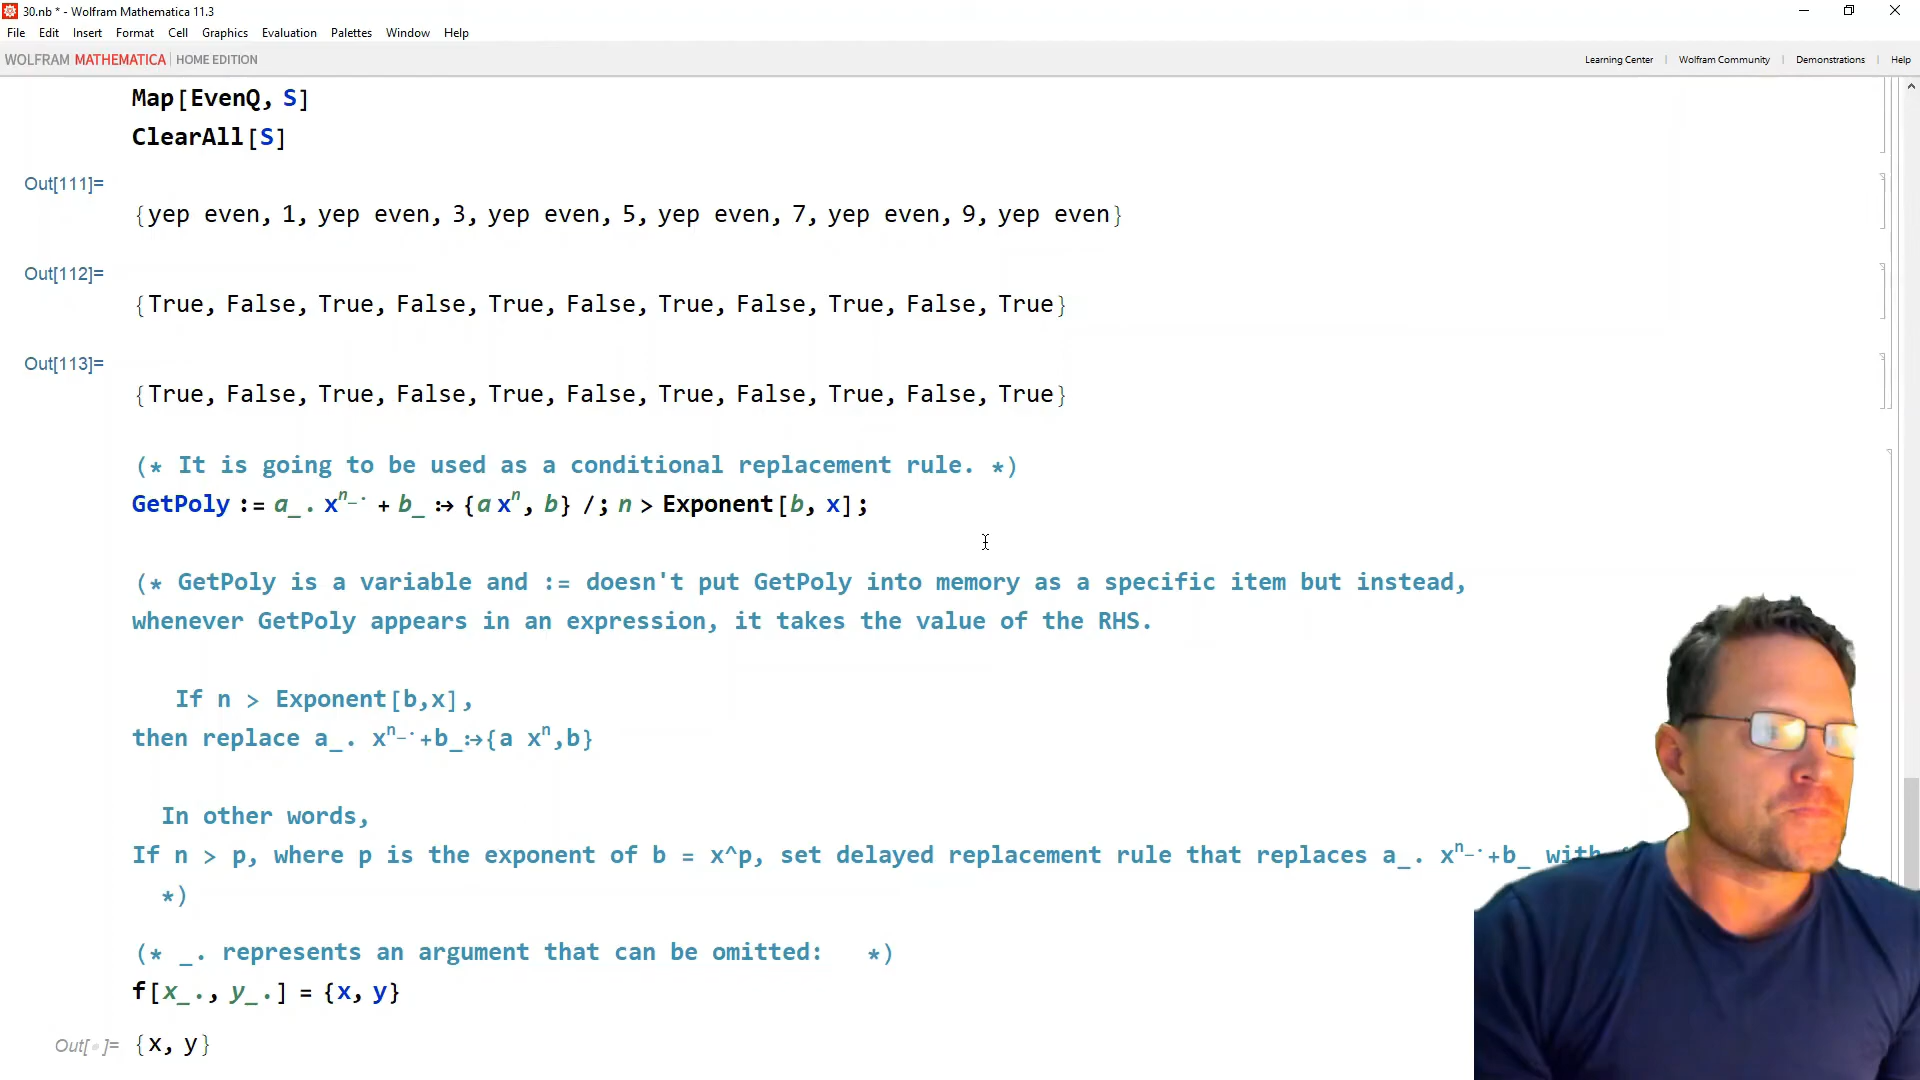 30.nb * - Wolfram Mathematica 11.3
File Edit Insert Format Cell Graphics Evaluation Palettes Window Help
WOLFRAM MATHEMATICA | HOME EDITION
Learning Center | Wolfram Community | Demonstrations | Help
Map[EvenQ, S]
ClearAll[S]
Out[111]=
{yep even, 1, yep even, 3, yep even, 5, yep even, 7, yep even, 9, yep even}
Out[112]=
{True, False, True, False, True, False, True, False, True, False, True}
Out[113]=
{True, False, True, False, True, False, True, False, True, False, True}
(* It is going to be used as a conditional replacement rule. *)
GetPoly := a_. x^n_. + b_ :→ {a x^n, b} /; n > Exponent[b, x];
(* GetPoly is a variable and := doesn't put GetPoly into memory as a specific item but instead,
whenever GetPoly appears in an expression, it takes the value of the RHS.
If n > Exponent[b,x],
then replace a_. x^n_.+b_:→{a x^n,b}
In other words,
If n > p, where p is the exponent of b = x^p, set delayed replacement rule that replaces a_. x^n_.+b_ with
*)
(* _. represents an argument that can be omitted: *)
f[x_., y_.] = {x, y}
Out[•]= {x, y}